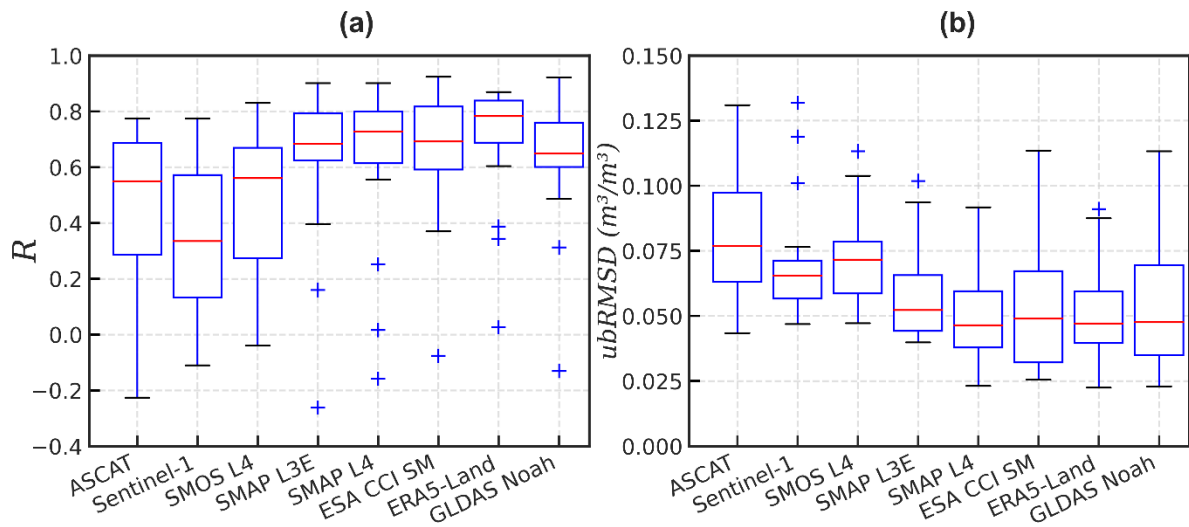 (a)
R
1.0
0.8
0.6
0.4
0.2
0.0
−0.2
−0.4
ASCAT
Sentinel-1
SMOS L4
SMAP L3E
SMAP L4
ESA CCI SM
ERA5-Land
GLDAS Noah
(b)
ubRMSD (m³/m³)
0.150
0.125
0.100
0.075
0.050
0.025
0.000
ASCAT
Sentinel-1
SMOS L4
SMAP L3E
SMAP L4
ESA CCI SM
ERA5-Land
GLDAS Noah